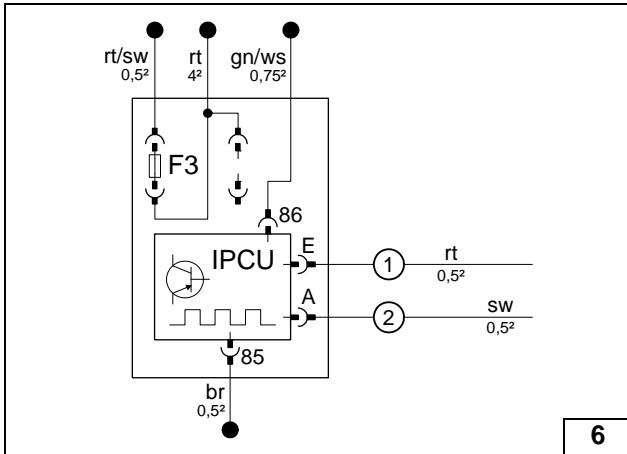 rt/sw
0,5²
rt
4²
gn/ws
0,75²
F3
86
IPCU
E
1
rt
0,5²
A
2
sw
0,5²
85
br
0,5²
6